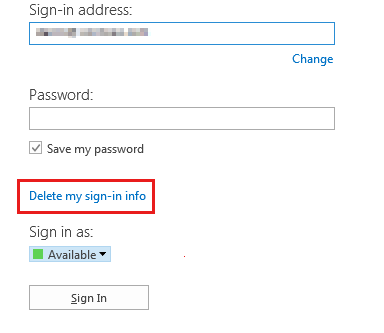 Sign-in address:
Change
Password:
Save my password
Delete my sign-in info
Sign in as:
Available
Sign In